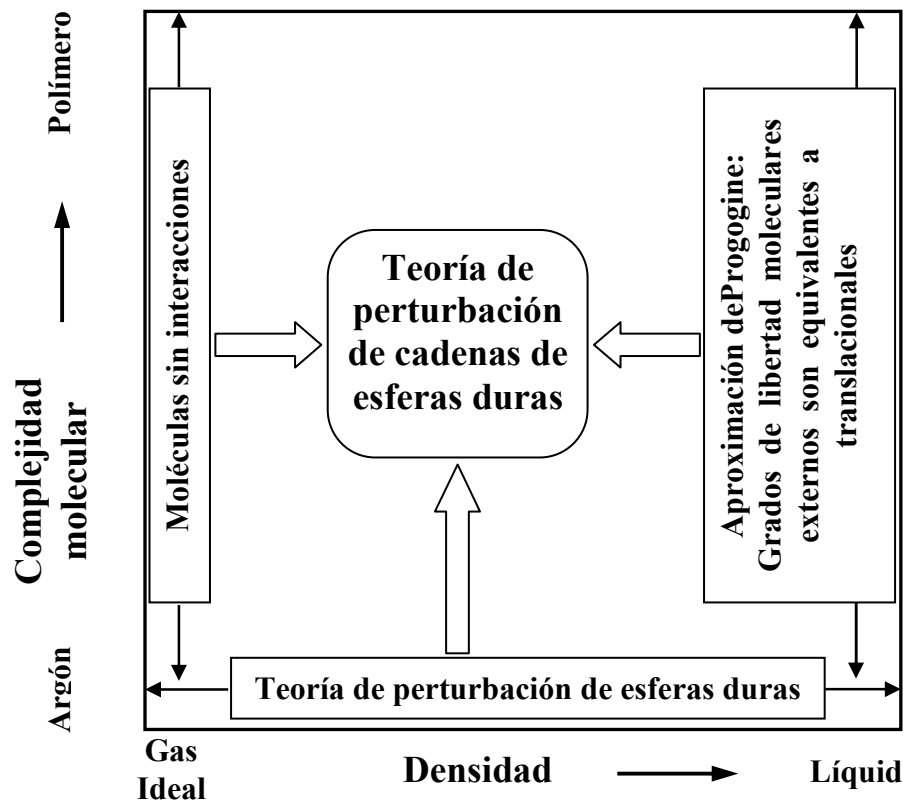 Polímero
Complejidad
molecular
Argón
Moléculas sin interacciones
Teoría de
perturbación
de cadenas de
esferas duras
Aproximación deProgogine:
Grados de libertad moleculares
externos son equivalentes a
translacionales
Teoría de perturbación de esferas duras
Gas
Ideal
Densidad
Líquid